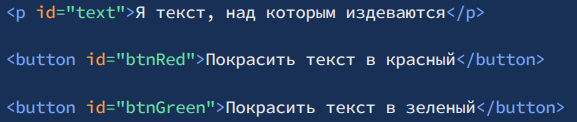 <p id="text">Я текст, над которым издеваются</p>
<button id="btnRed">Покрасить текст в красный</button>
<button id="btnGreen">Покрасить текст в зеленый</button>